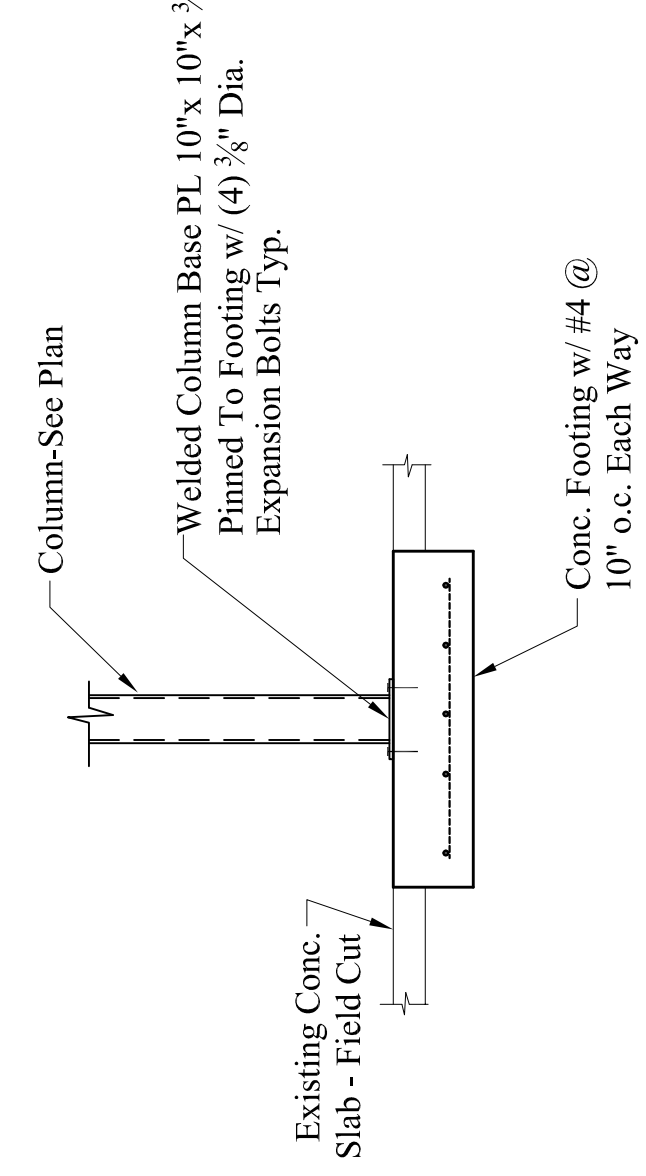 Column-See Plan
Welded Column Base PL 10"x 10"x
Pinned To Footing w/ (4) ⅜" Dia.
Expansion Bolts Typ.
Existing Conc.
Slab - Field Cut
Conc. Footing w/ #4 @
10" o.c. Each Way